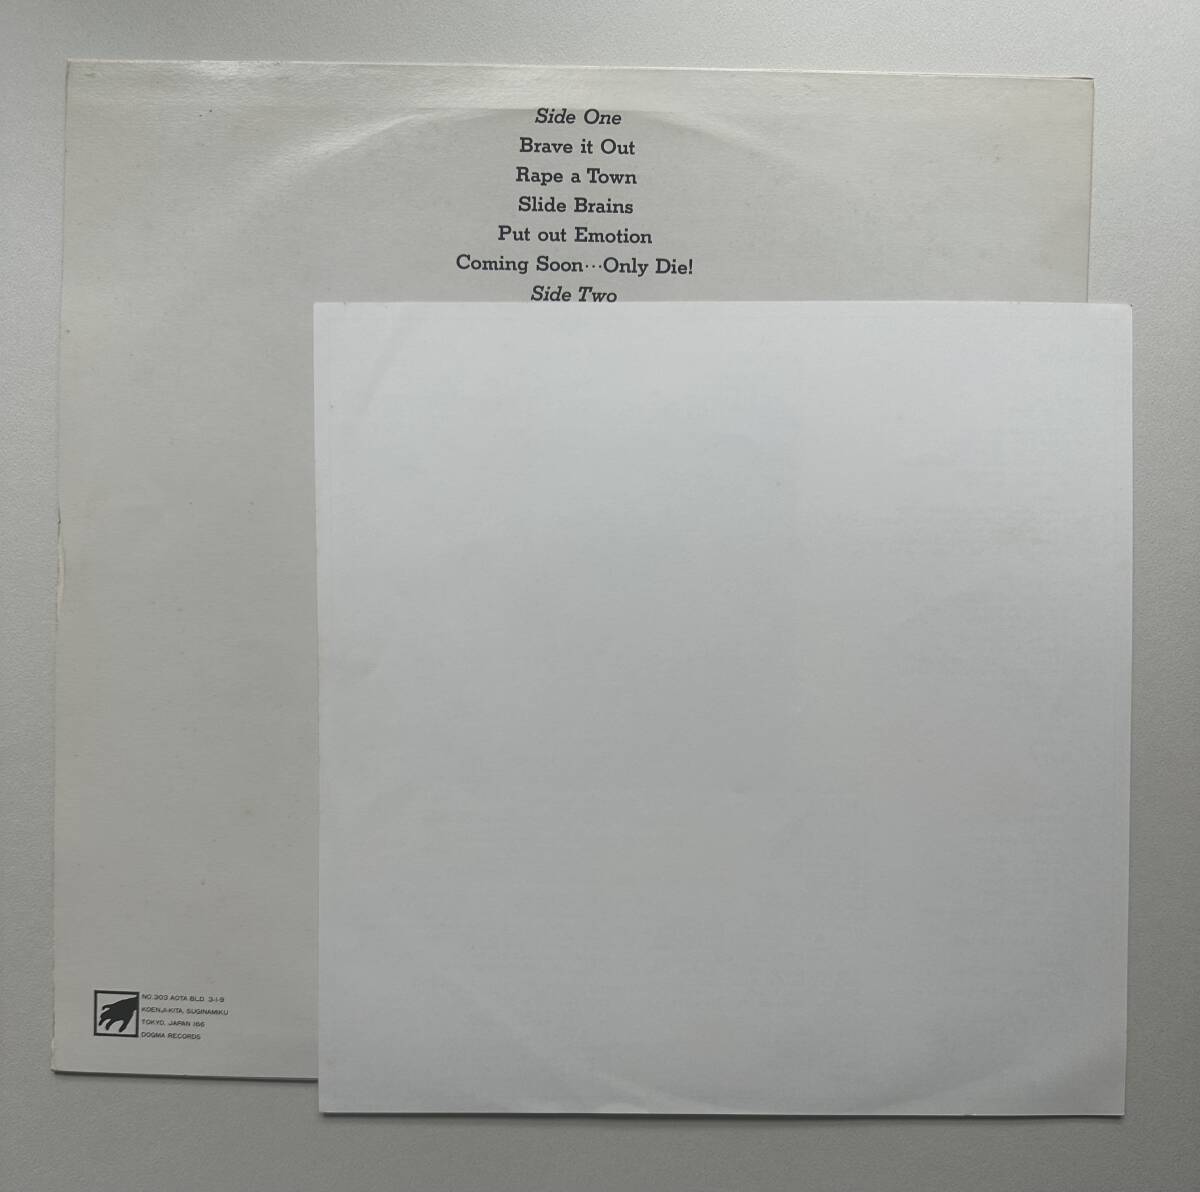 Side One
Brave it Out
Rape a Town
Slide Brains
Put out Emotion
Coming Soon···Only Die!
Side Two
NO. 303 AOTA BLD 3-1-9
KOENJI-KITA, SUGINAMIKU
TOKYO, JAPAN 166
DOGMA RECORDS